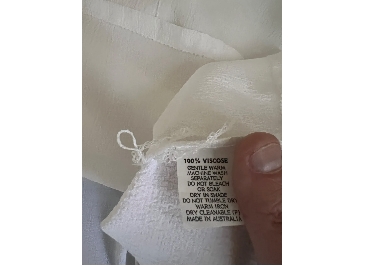 100% VISCOSE
GENTLE WARM
MACHINE WASH
SEPARATELY
DO NOT BLEACH
OR SOAK
DRY IN SHADE
DO NOT TUMBLE DRY
WARM IRON
DRY CLEANABLE (P)
MADE IN AUSTRALIA